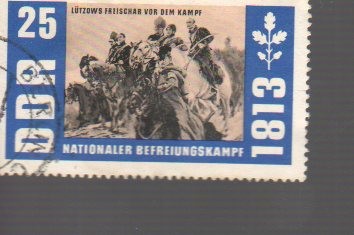 25
LÜTZOWS FREISCHAR VOR DEM KAMPF
DDR
1813
NATIONALER BEFREIUNGSKAMPF